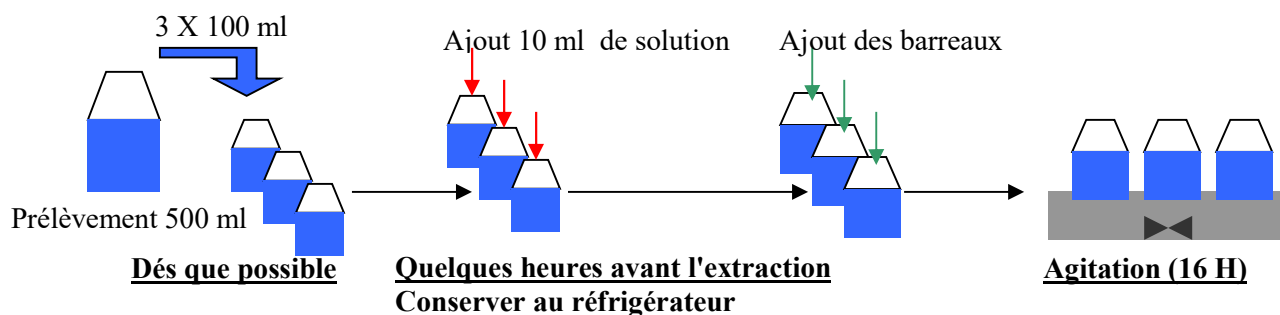 3 X 100 ml
Ajout 10 ml de solution
Ajout des barreaux
Prélèvement 500 ml
Dés que possible
Quelques heures avant l'extraction
Conserver au réfrigérateur
Agitation (16 H)